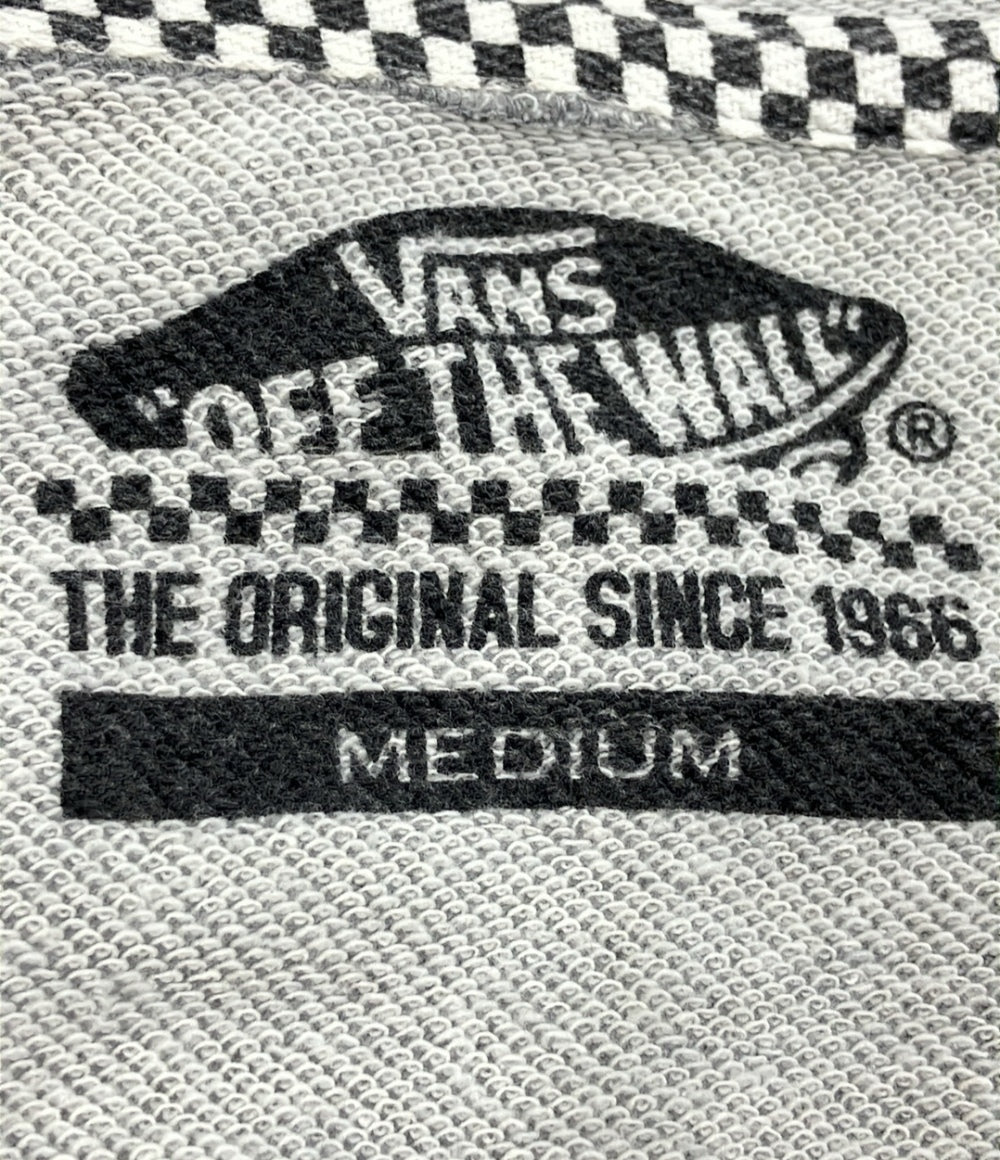 VANS
"OFF THE WALL"
®
THE ORIGINAL SINCE 1966
MEDIUM